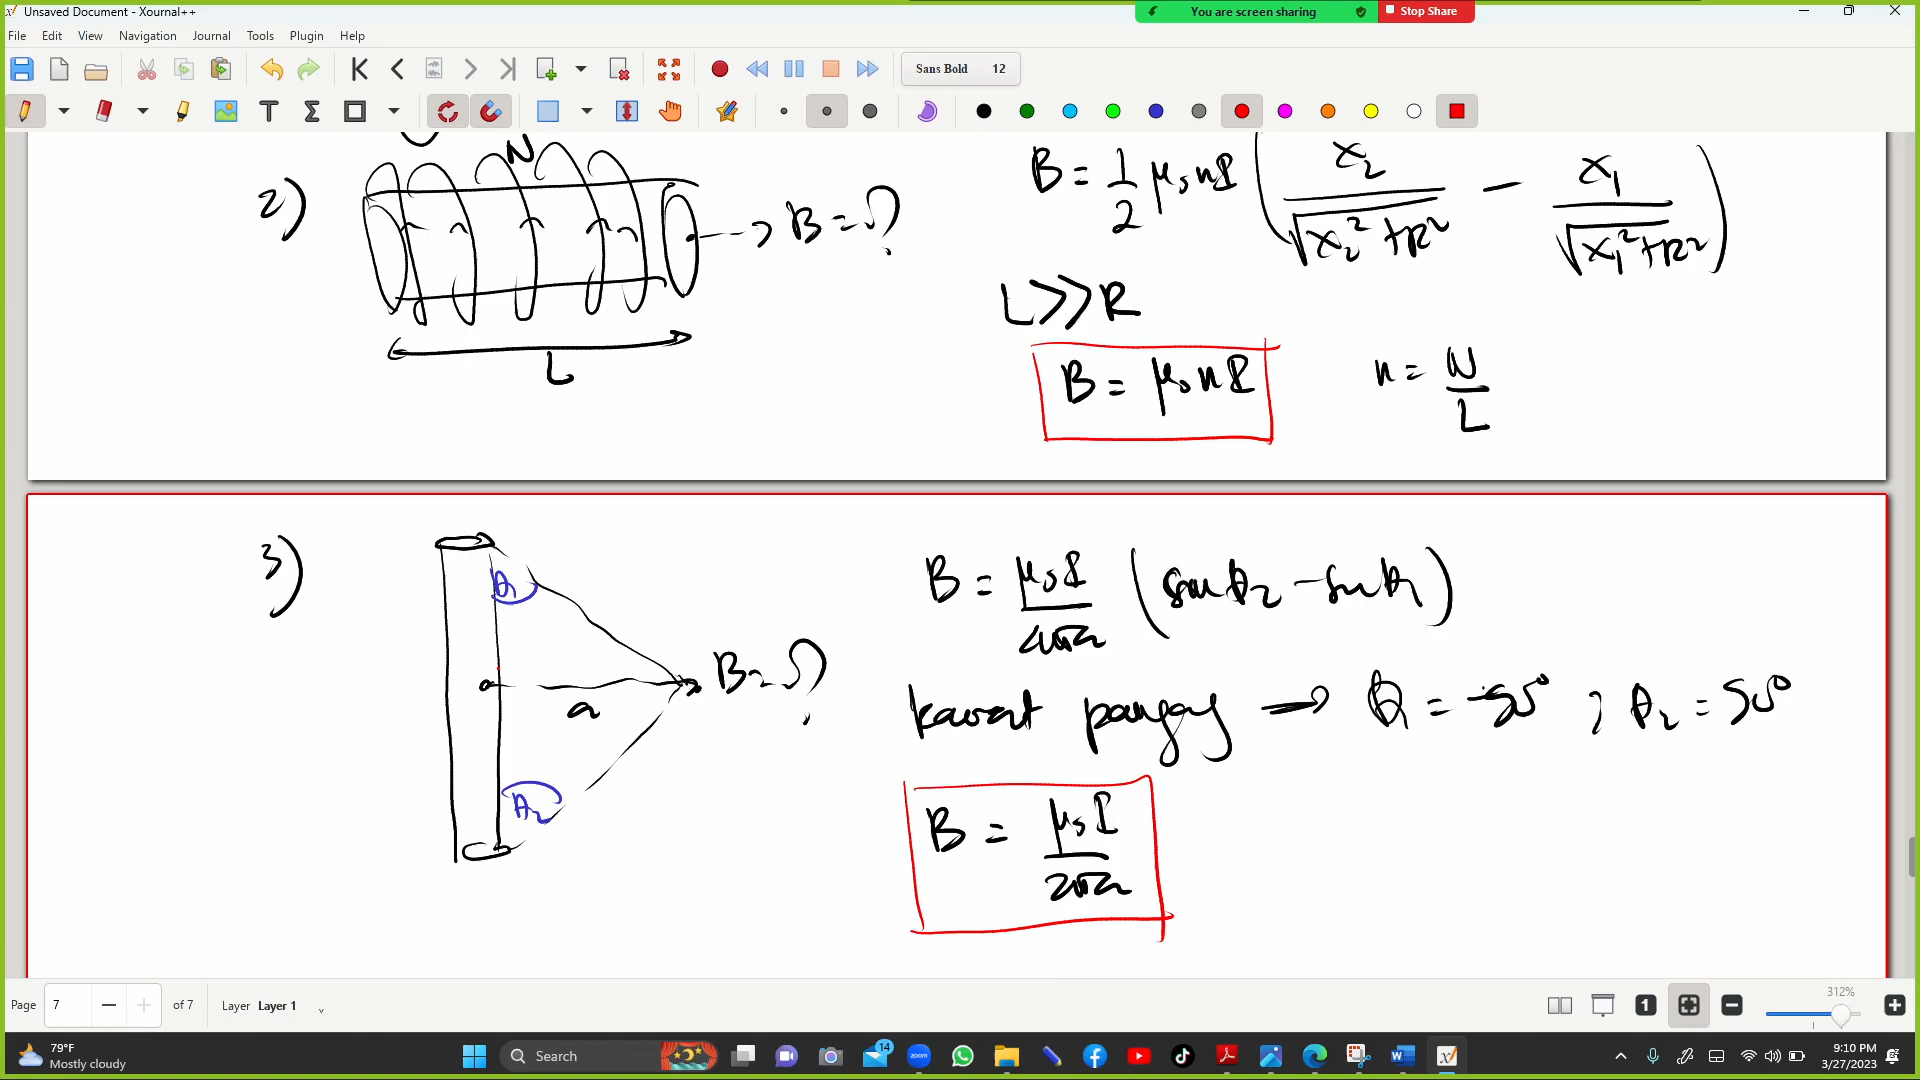 Unsaved Document - Xournal++
You are screen sharing
Stop Share
File Edit View Navigation Journal Tools Plugin Help
Sans Bold 12
2)
N
B = ?
L
B = 1/2 μ₀nI ( x₂/√(x₂² + R²) - x₁/√(x₁² + R²) )
L >> R
B = μ₀nI
n = N/L
3)
θ₁
a
B = ?
θ₂
B = μ₀I/4πa (sin θ₂ - sin θ₁)
kawat panjang → θ₁ = -90° ; θ₂ = 90°
B = μ₀I/2πa
Page 7 of 7 Layer Layer 1
312%
79°F
Mostly cloudy
Search
14
zoom
9:10 PM
3/27/2023